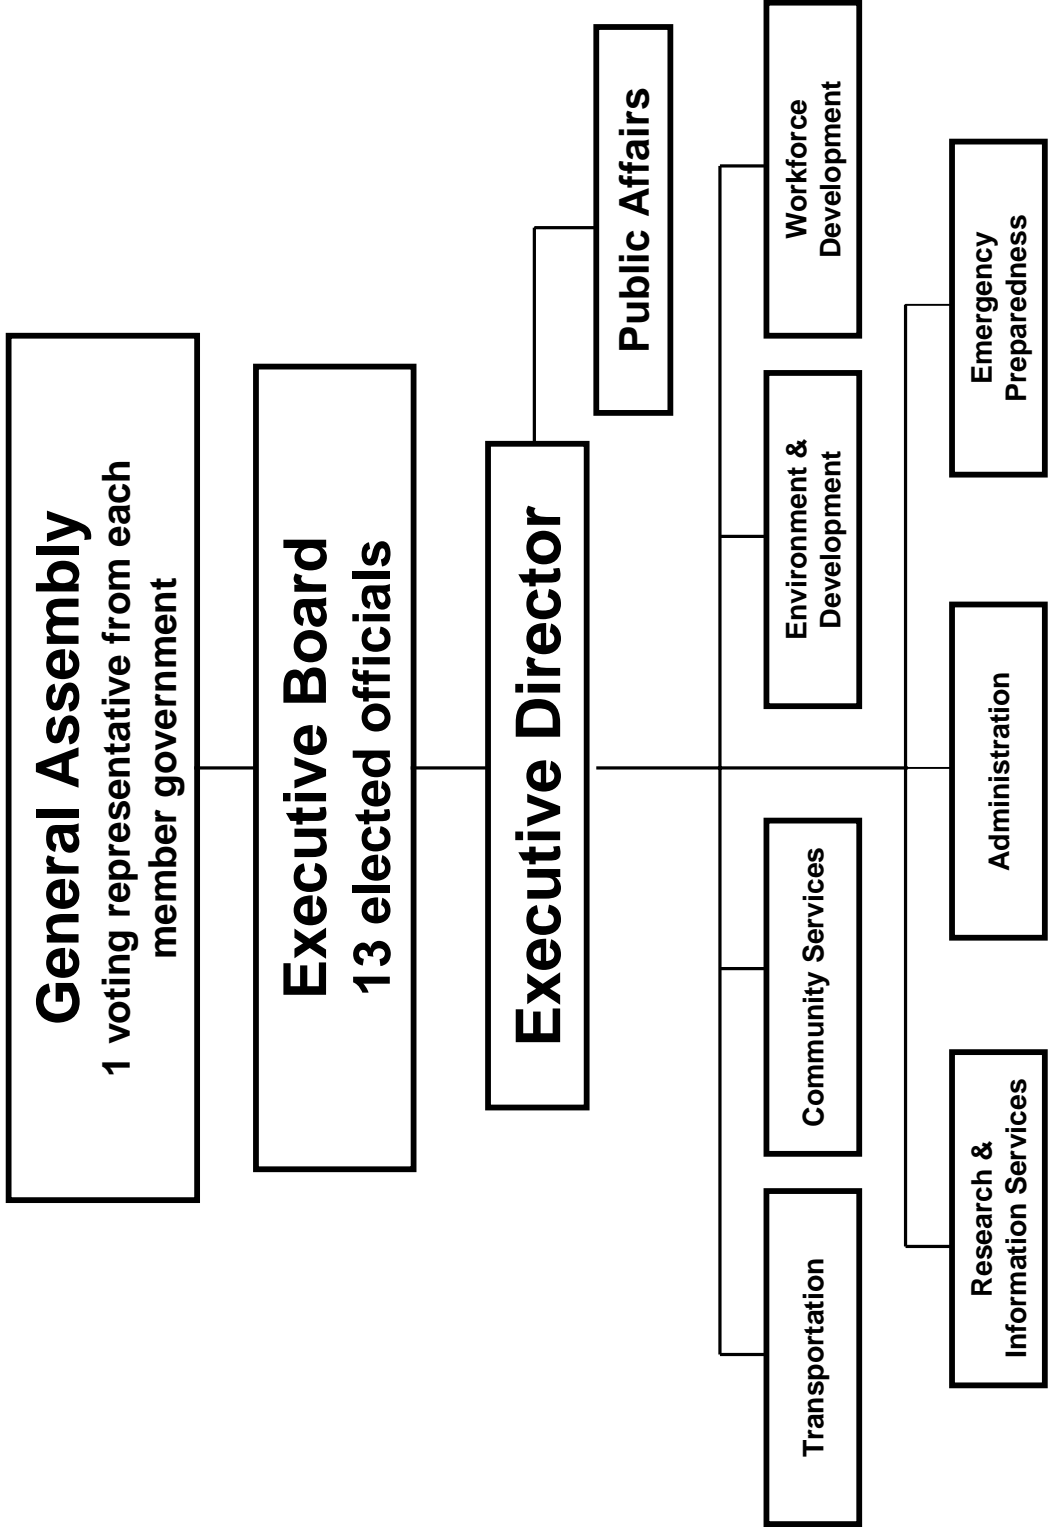 General Assembly
1 voting representative from each
member government
Executive Board
13 elected officials
Executive Director
Public Affairs
Transportation
Community Services
Environment &
Development
Workforce
Development
Research &
Information Services
Administration
Emergency
Preparedness